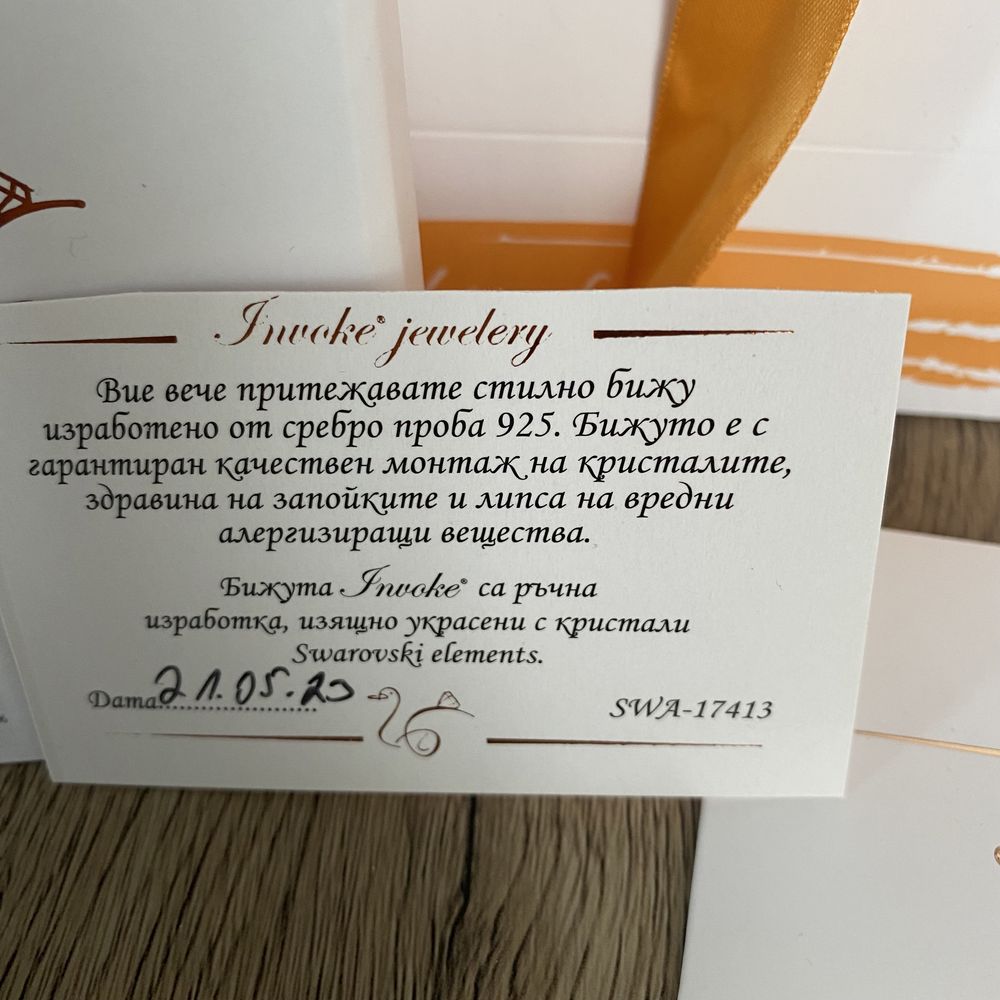 Invoke® jewelery
Вие вече притежавате стилно бижу
изработено от сребро проба 925. Бижуто е с
гарантиран качествен монтаж на кристалите,
здравина на запойките и липса на вредни
алергизиращи вещества.
Бижута Invoke® са ръчна
изработка, изящно украсени с кристали
Swarovski elements.
Дата 21.05.23
SWA-17413